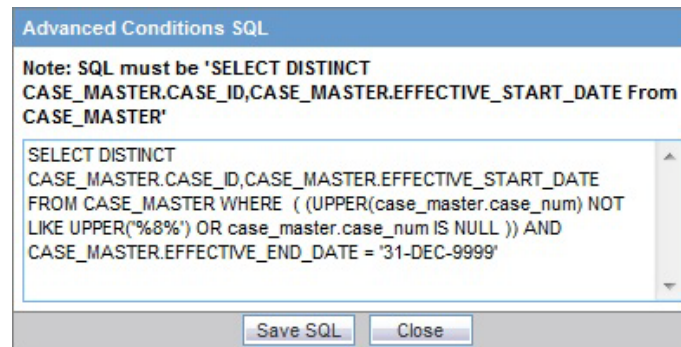 Advanced Conditions SQL
Note: SQL must be 'SELECT DISTINCT
CASE_MASTER.CASE_ID,CASE_MASTER.EFFECTIVE_START_DATE From
CASE_MASTER'
SELECT DISTINCT
CASE_MASTER.CASE_ID,CASE_MASTER.EFFECTIVE_START_DATE
FROM CASE_MASTER WHERE ( (UPPER(case_master.case_num) NOT
LIKE UPPER('%8%') OR case_master.case_num IS NULL )) AND
CASE_MASTER.EFFECTIVE_END_DATE = '31-DEC-9999'
Save SQL Close